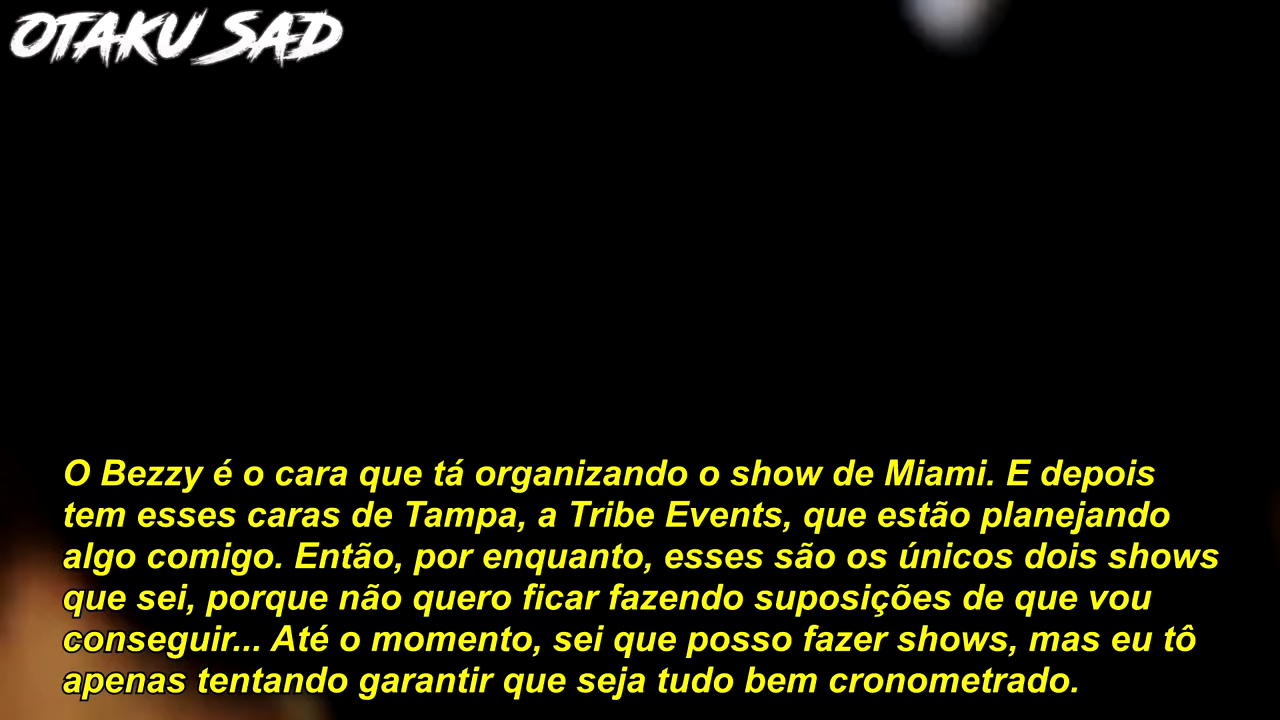 OTAKU SAD
O Bezzy é o cara que tá organizando o show de Miami. E depois
tem esses caras de Tampa, a Tribe Events, que estão planejando
algo comigo. Então, por enquanto, esses são os únicos dois shows
que sei, porque não quero ficar fazendo suposições de que vou
conseguir... Até o momento, sei que posso fazer shows, mas eu tô
apenas tentando garantir que seja tudo bem cronometrado.